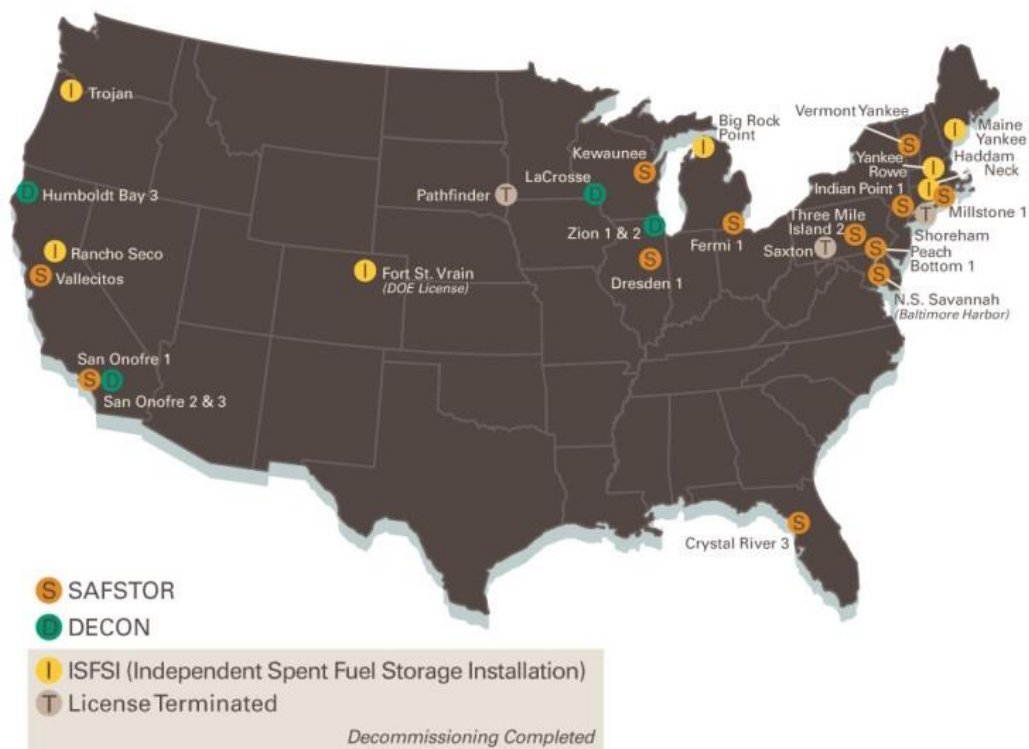 Trojan
Humboldt Bay 3
Rancho Seco
Vallecitos
San Onofre 1
San Onofre 2 & 3
Fort St. Vrain
(DOE License)
Pathfinder
LaCrosse
Kewaunee
Big Rock
Point
Zion 1 & 2
Dresden 1
Fermi 1
Vermont Yankee
Maine
Yankee
Yankee
Rowe
Haddam
Neck
Indian Point 1
Millstone 1
Three Mile
Island 2
Shoreham
Saxton
Peach
Bottom 1
N.S. Savannah
(Baltimore Harbor)
Crystal River 3
I
D
I
S
S
D
I
T
D
S
I
D
S
S
S
I
I
I
S
S
T
S
T
S
S
S
S SAFSTOR
D DECON
I ISFSI (Independent Spent Fuel Storage Installation)
T License Terminated
Decommissioning Completed